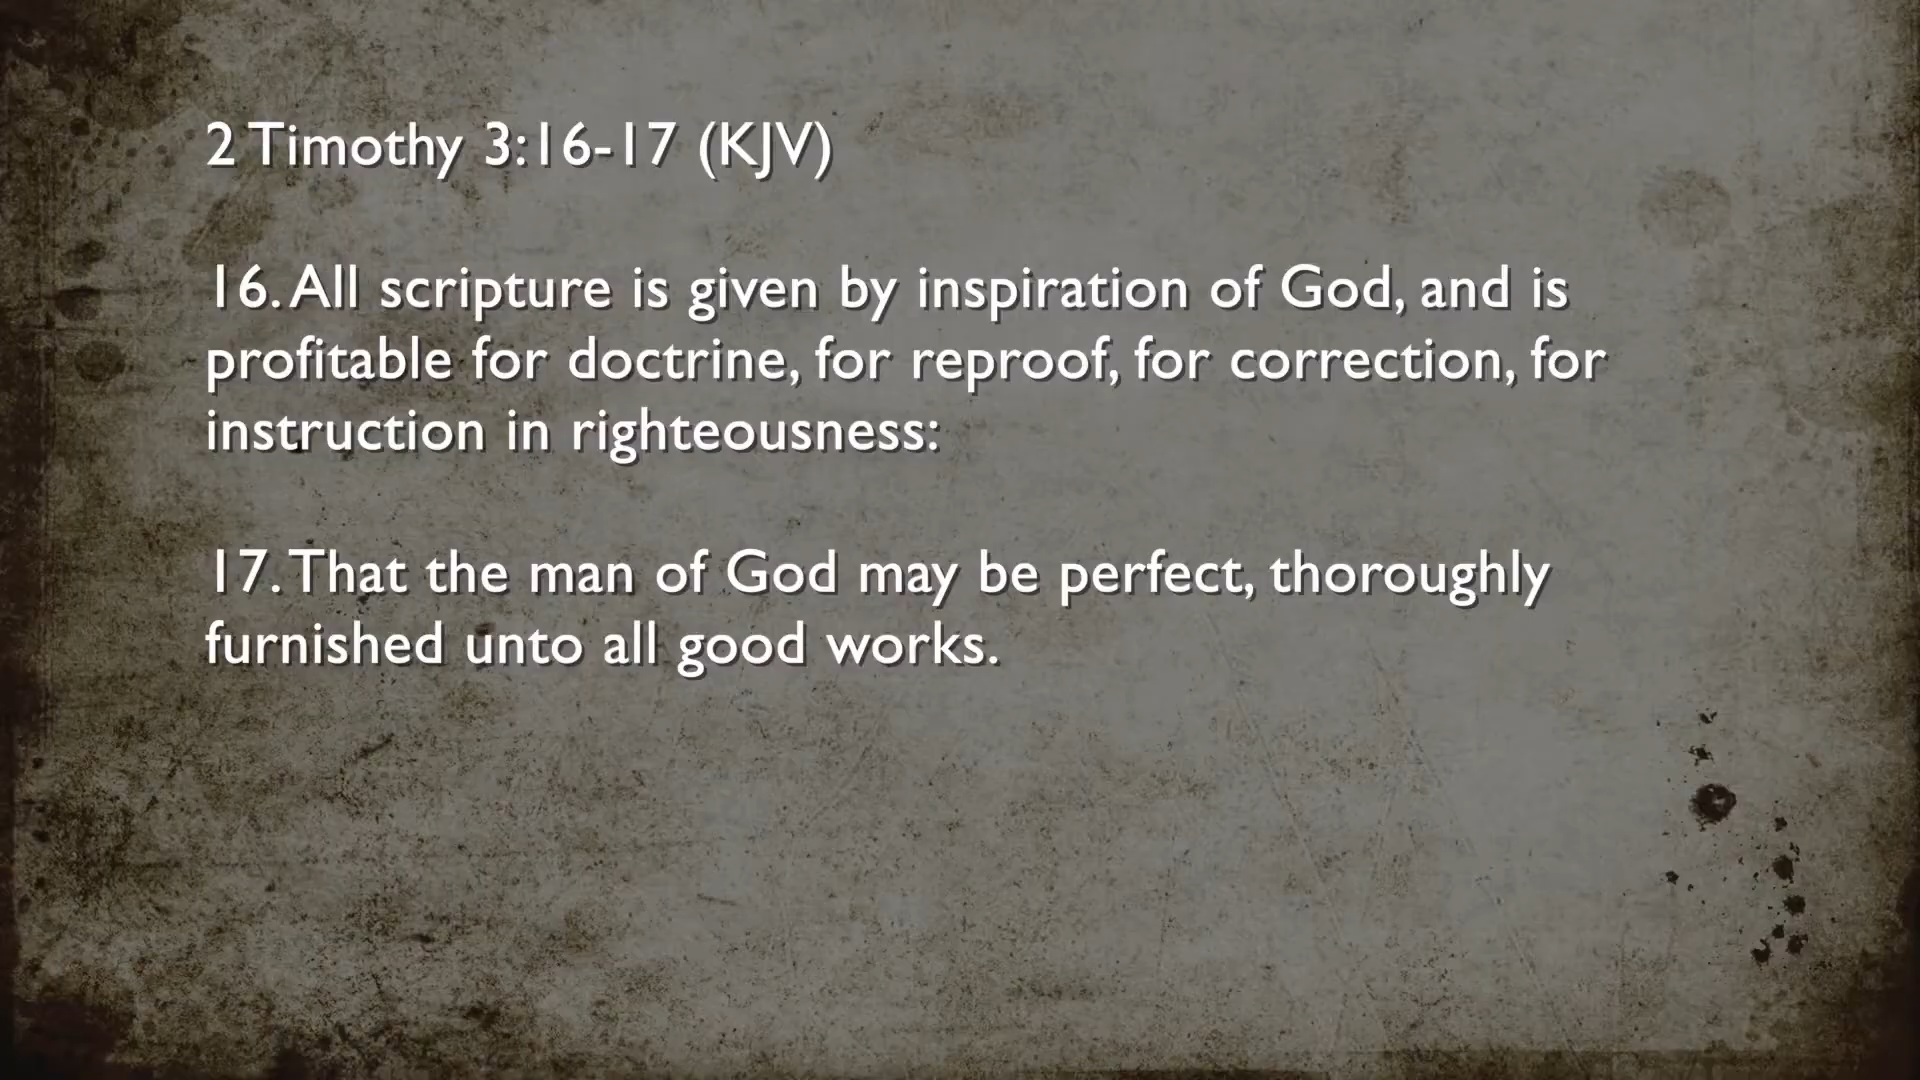 2 Timothy 3:16-17 (KJV)
16. All scripture is given by inspiration of God, and is
profitable for doctrine, for reproof, for correction, for
instruction in righteousness:
17. That the man of God may be perfect, thoroughly
furnished unto all good works.